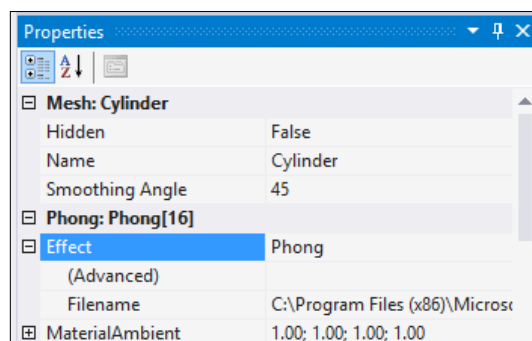 Properties
Mesh: Cylinder
Hidden False
Name Cylinder
Smoothing Angle 45
Phong: Phong[16]
Effect Phong
(Advanced)
Filename C:\Program Files (x86)\Microsc
MaterialAmbient 1.00; 1.00; 1.00; 1.00